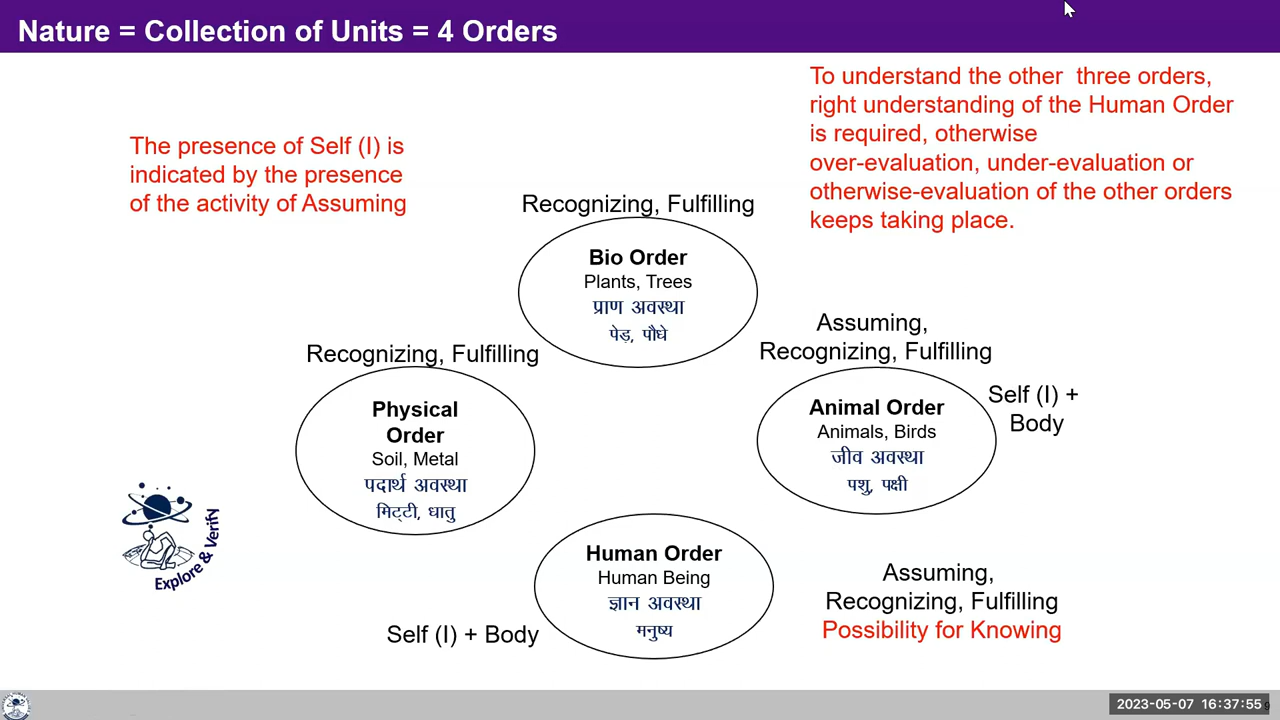 Nature = Collection of Units = 4 Orders
The presence of Self (I) is
indicated by the presence
of the activity of Assuming
To understand the other  three orders,
right understanding of the Human Order
is required, otherwise
over-evaluation, under-evaluation or
otherwise-evaluation of the other orders
keeps taking place.
Recognizing, Fulfilling
Bio Order
Plants, Trees
प्राण अवस्था
पेड़, पौधे
Recognizing, Fulfilling
Physical
Order
Soil, Metal
पदार्थ अवस्था
मिट्टी, धातु
Assuming,
Recognizing, Fulfilling
Animal Order
Animals, Birds
जीव अवस्था
पशु, पक्षी
Self (I) +
Body
Human Order
Human Being
ज्ञान अवस्था
मनुष्य
Self (I) + Body
Assuming,
Recognizing, Fulfilling
Possibility for Knowing
Explore & Verify
2023-05-07 16:37:55
9